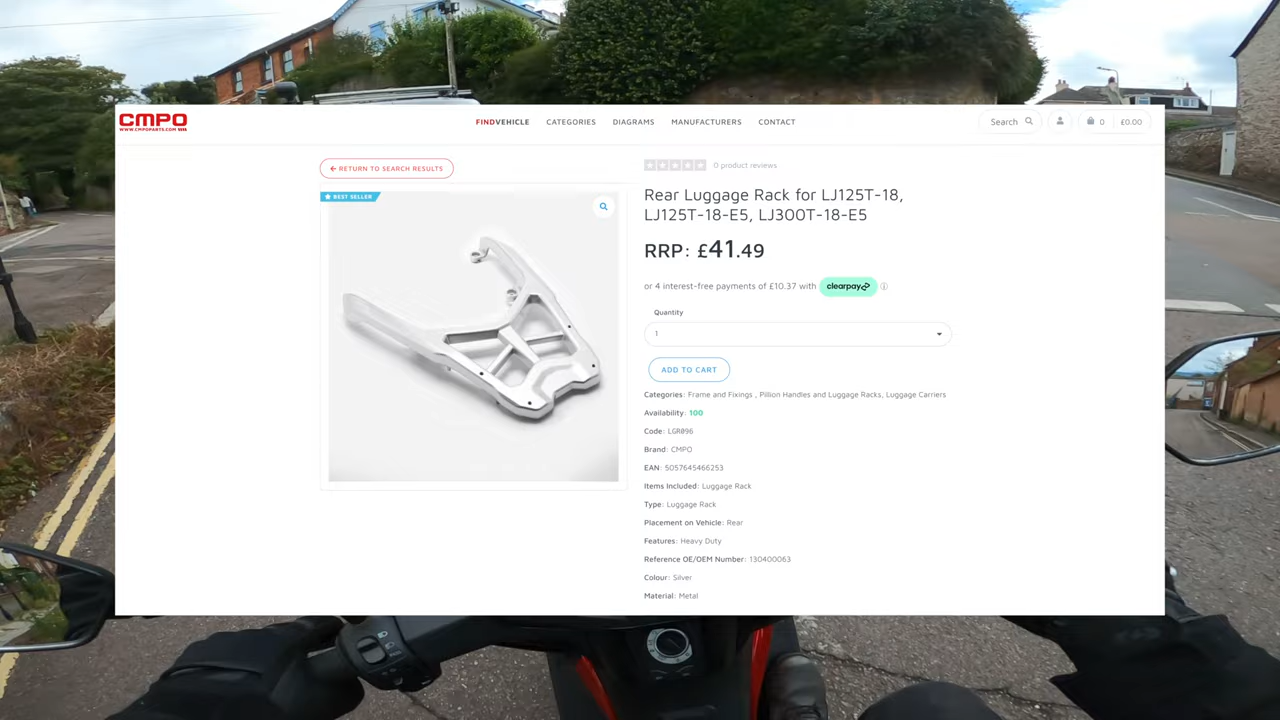 CMPO
WWW.CMPOPARTS.COM
FINDVEHICLE CATEGORIES DIAGRAMS MANUFACTURERS CONTACT
Search 0 £0.00
RETURN TO SEARCH RESULTS
BEST SELLER
0 product reviews
Rear Luggage Rack for LJ125T-18,
LJ125T-18-E5, LJ300T-18-E5
RRP: £41.49
or 4 interest-free payments of £10.37 with clearpay
Quantity
1
ADD TO CART
Categories: Frame and Fixings , Pillion Handles and Luggage Racks, Luggage Carriers
Availability: 100
Code: LGR096
Brand: CMPO
EAN: 5057645466253
Items Included: Luggage Rack
Type: Luggage Rack
Placement on Vehicle: Rear
Features: Heavy Duty
Reference OE/OEM Number: 130400063
Colour: Silver
Material: Metal